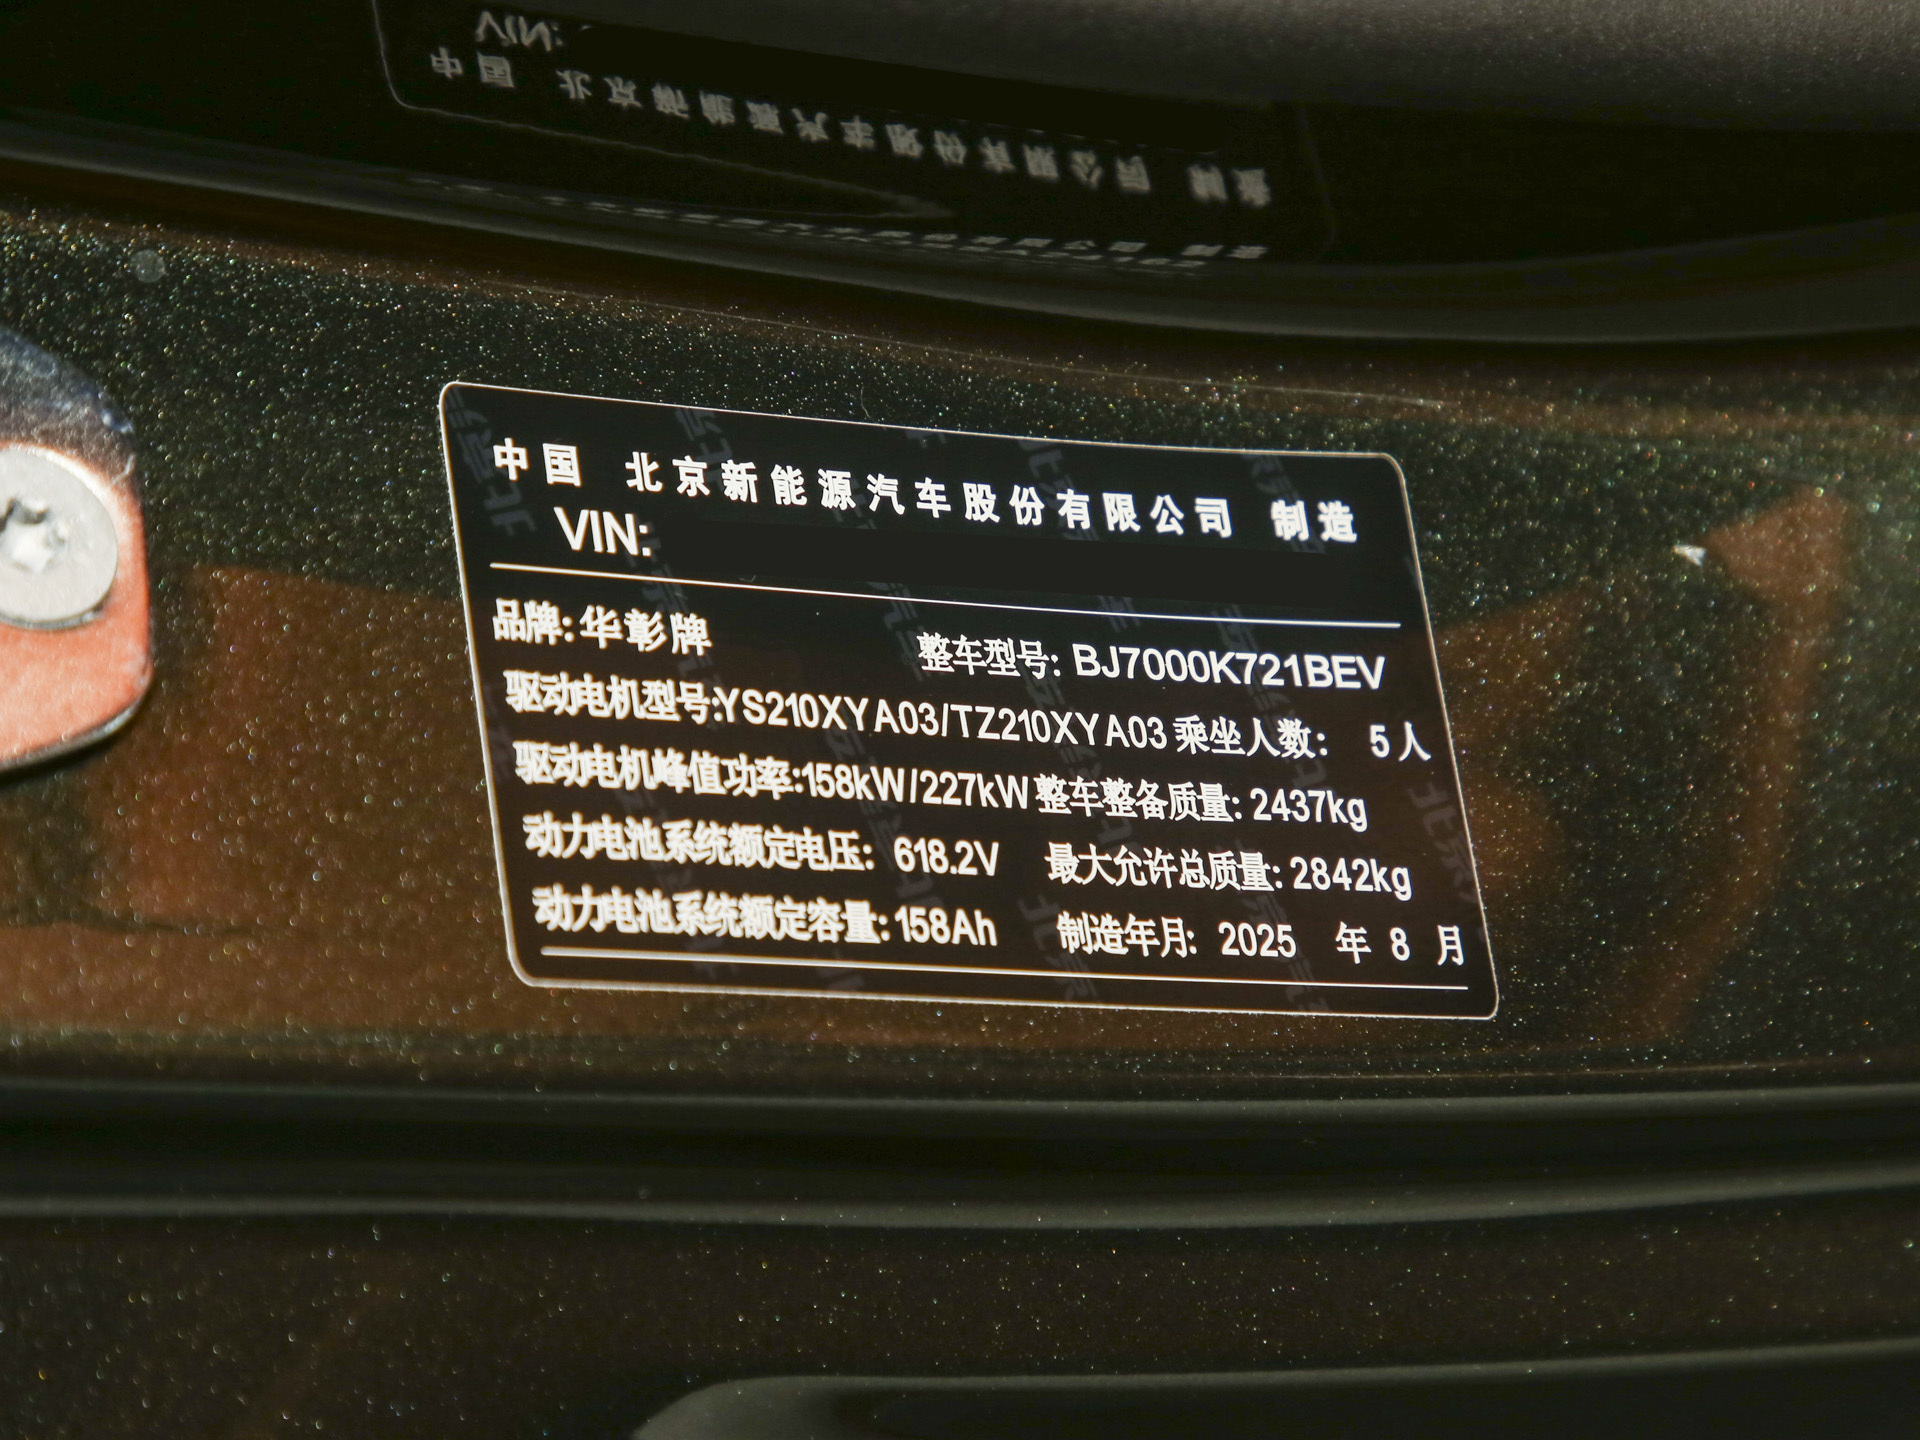 中国 北京新能源汽车股份有限公司 制造
VIN:
品牌: 华彰牌 整车型号: BJ7000K721BEV
驱动电机型号:YS210XYA03/TZ210XYA03 乘坐人数: 5人
驱动电机峰值功率:158kW/227kW 整车整备质量: 2437kg
动力电池系统额定电压: 618.2V 最大允许总质量: 2842kg
动力电池系统额定容量: 158Ah 制造年月: 2025 年 8 月